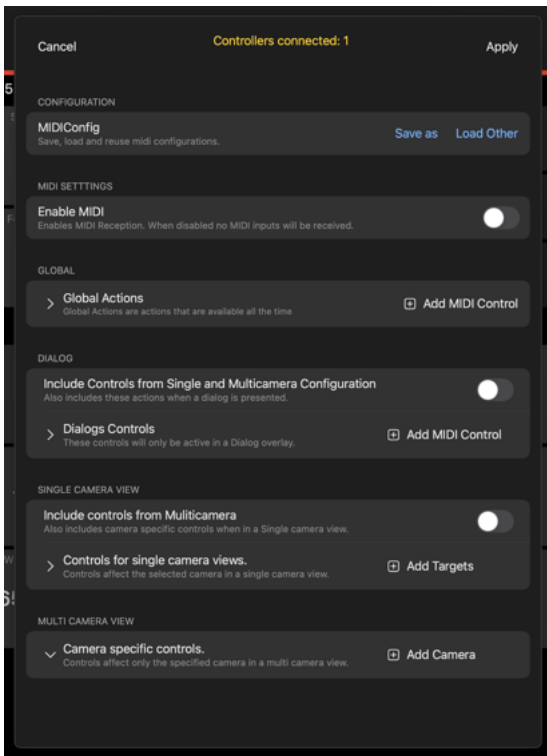 Cancel
Controllers connected: 1
Apply
5
CONFIGURATION
MIDIConfig
Save, load and reuse midi configurations.
Save as
Load Other
MIDI SETTTINGS
Enable MIDI
Enables MIDI Reception. When disabled no MIDI inputs will be received.
GLOBAL
Global Actions
Global Actions are actions that are available all the time
Add MIDI Control
DIALOG
Include Controls from Single and Multicamera Configuration
Also includes these actions when a dialog is presented.
Dialogs Controls
These controls will only be active in a Dialog overlay.
Add MIDI Control
SINGLE CAMERA VIEW
Include controls from Muliticamera
Also includes camera specific controls when in a Single camera view.
Controls for single camera views.
Controls affect the selected camera in a single camera view.
Add Targets
MULTI CAMERA VIEW
Camera specific controls.
Controls affect only the specified camera in a multi camera view.
Add Camera